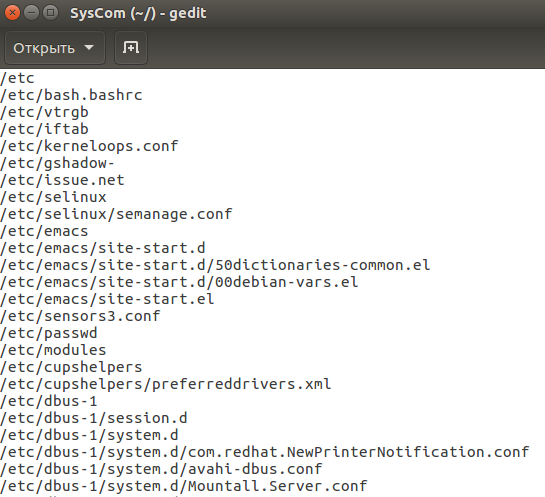 SysCom (~/) - gedit
Открыть
/etc
/etc/bash.bashrc
/etc/vtrgb
/etc/iftab
/etc/kerneloops.conf
/etc/gshadow-
/etc/issue.net
/etc/selinux
/etc/selinux/semanage.conf
/etc/emacs
/etc/emacs/site-start.d
/etc/emacs/site-start.d/50dictionaries-common.el
/etc/emacs/site-start.d/00debian-vars.el
/etc/emacs/site-start.el
/etc/sensors3.conf
/etc/passwd
/etc/modules
/etc/cupshelpers
/etc/cupshelpers/preferreddrivers.xml
/etc/dbus-1
/etc/dbus-1/session.d
/etc/dbus-1/system.d
/etc/dbus-1/system.d/com.redhat.NewPrinterNotification.conf
/etc/dbus-1/system.d/avahi-dbus.conf
/etc/dbus-1/system.d/Mountall.Server.conf